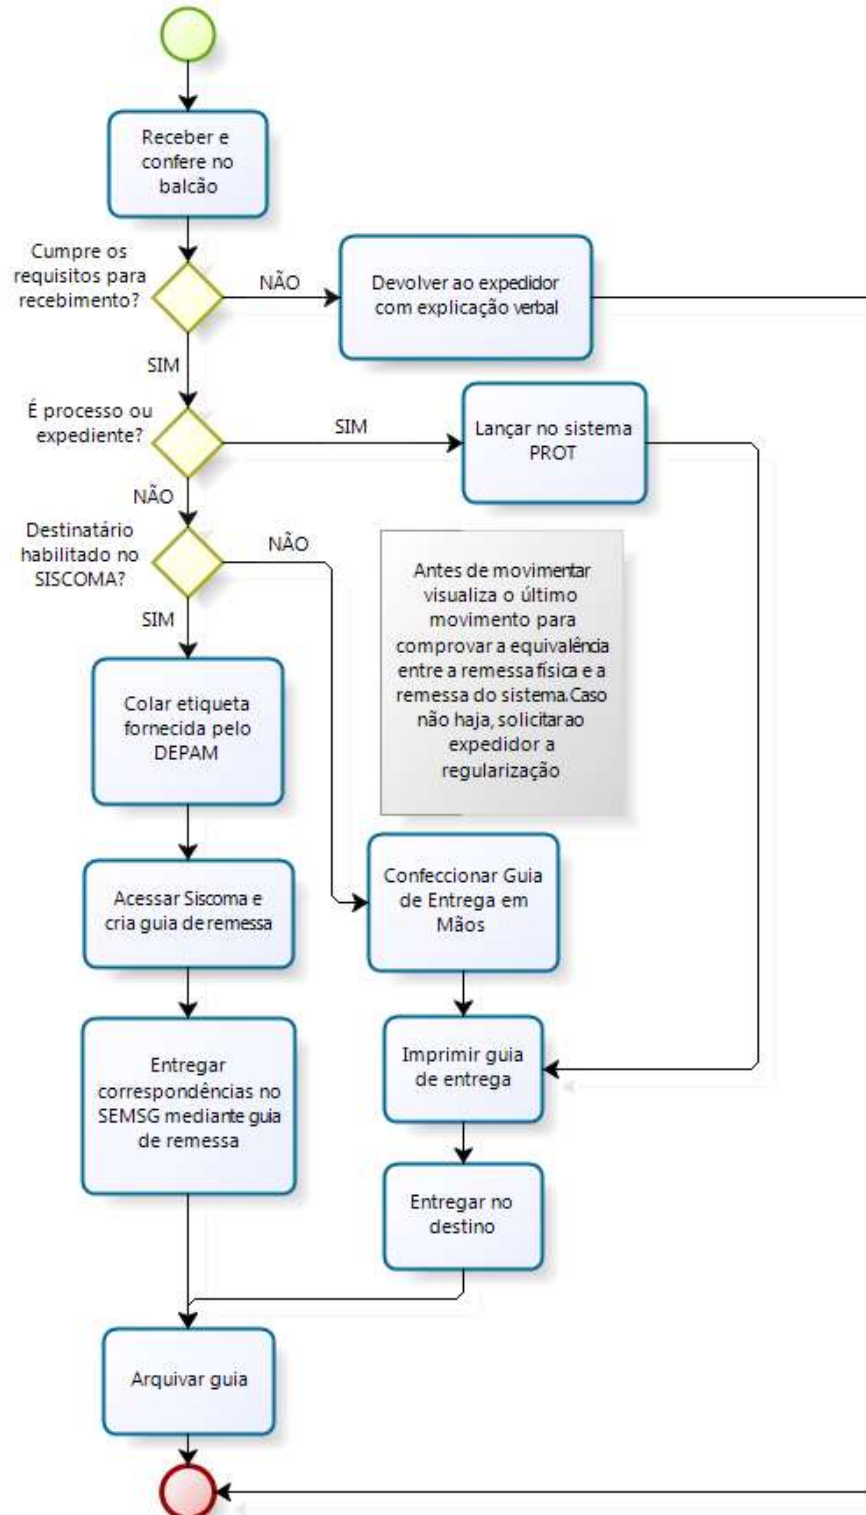 Receber e
confere no
balcão
Cumpre os
requisitos para
recebimento?
NÃO
Devolver ao expedidor
com explicação verbal
SIM
É processo ou
expediente?
SIM
Lançar no sistema
PROT
NÃO
Destinatário
habilitado no
SISCOMA?
NÃO
SIM
Antes de movimentar
visualiza o último
movimento para
comprovar a equivalência
entre a remessa física e a
remessa do sistema.Caso
não haja, solicitar ao
expedidor a
regularização
Colar etiqueta
fornecida pelo
DEPAM
Acessar Siscoma e
cria guia de remessa
Confeccionar Guia
de Entrega em
Mãos
Entregar
correspondências no
SEMSG mediante guia
de remessa
Imprimir guia
de entrega
Entregar no
destino
Arquivar guia